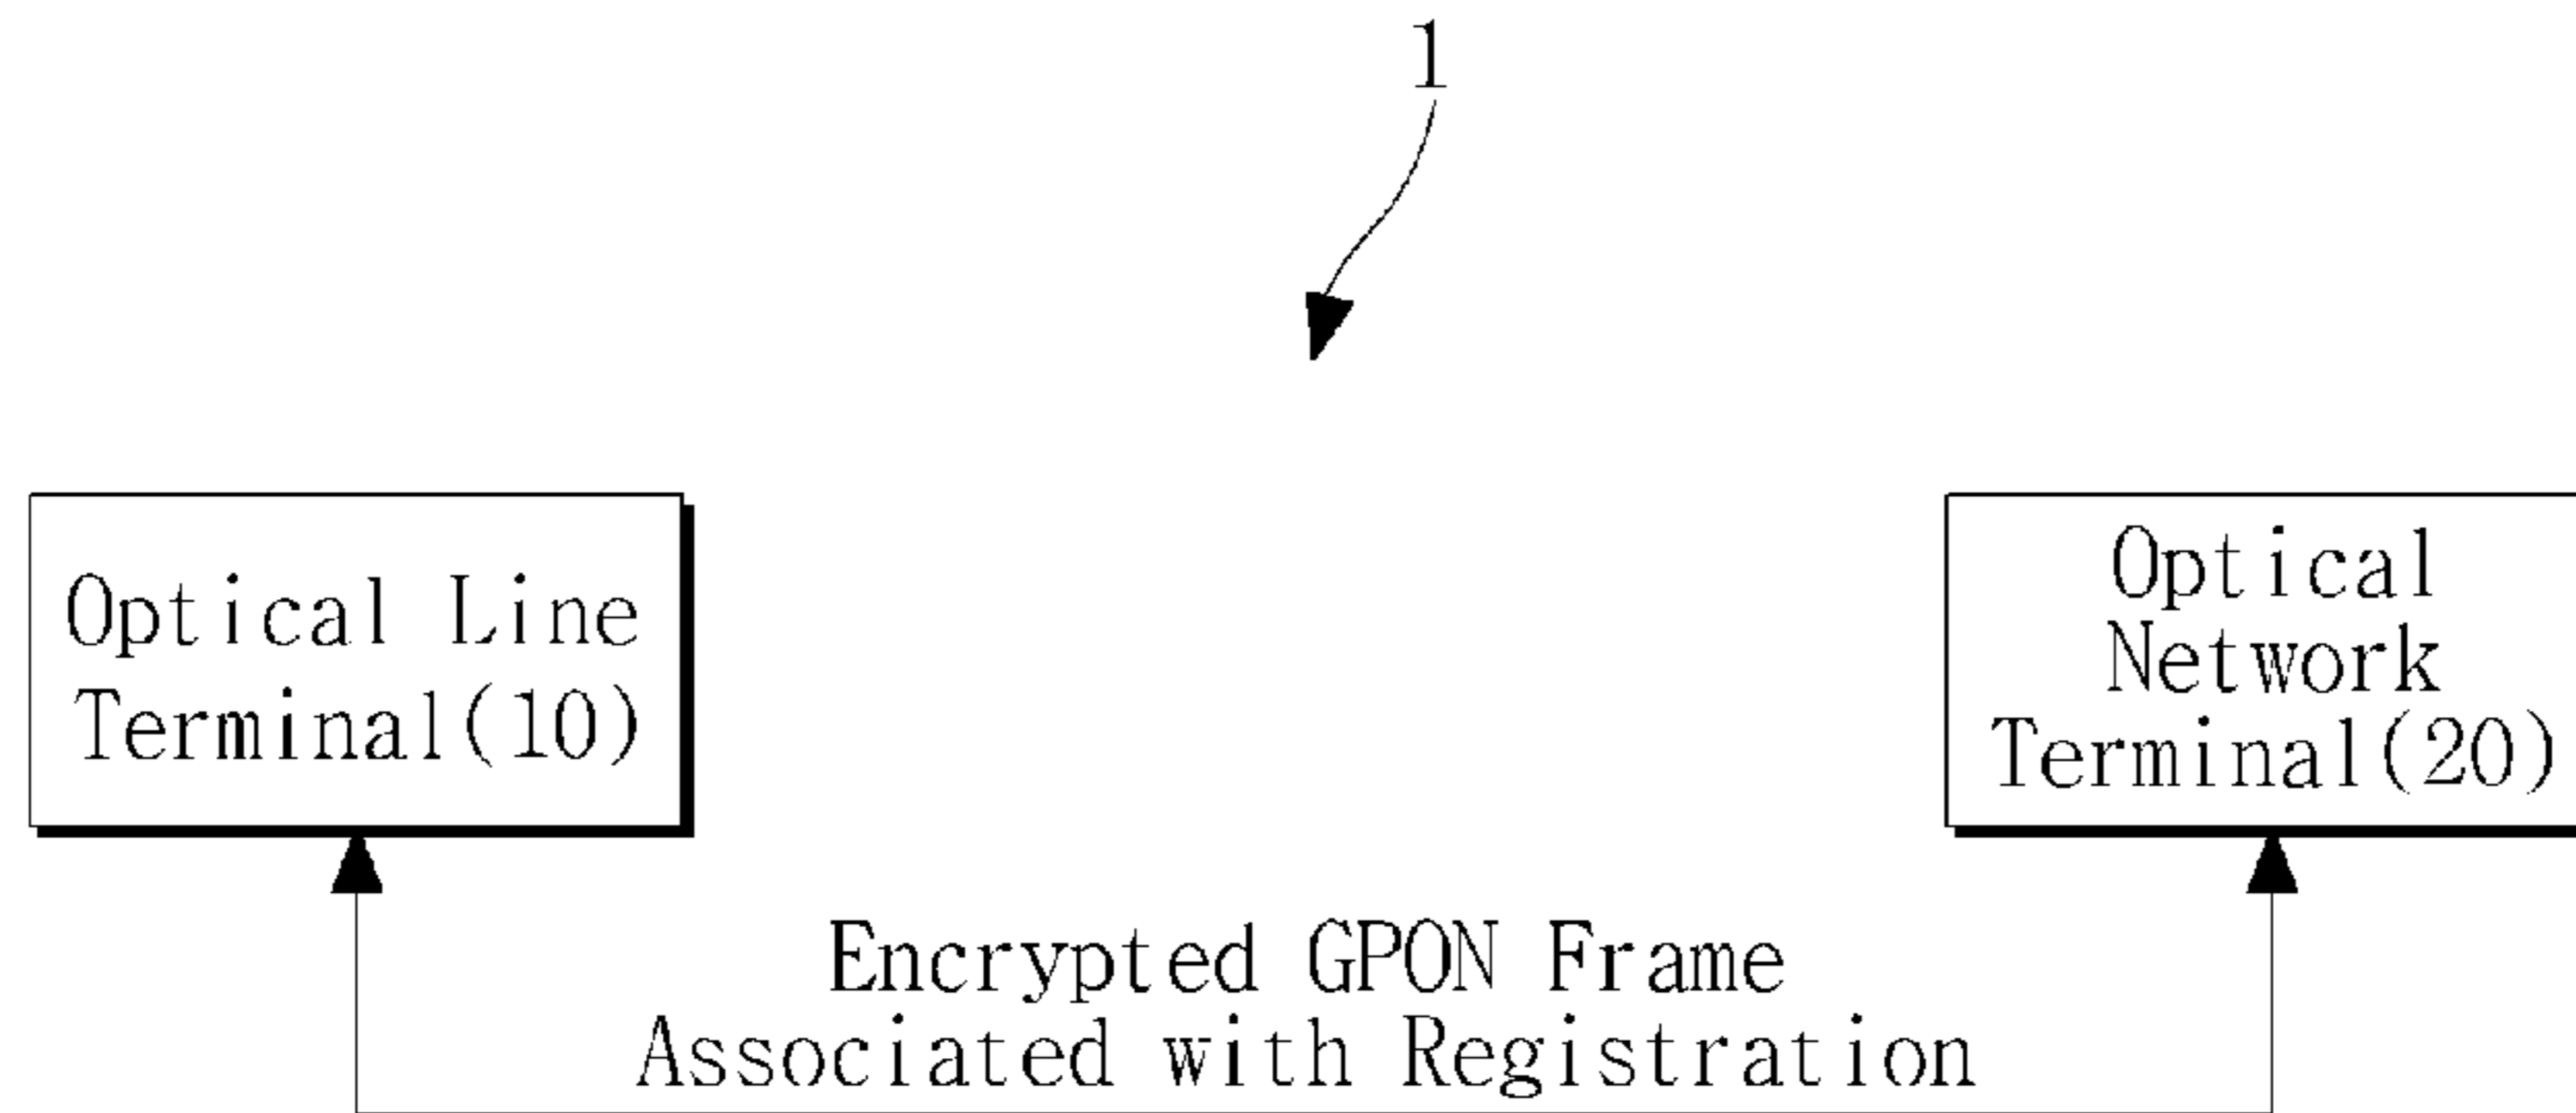 1
Optical Line
Terminal(10)
Optical
Network
Terminal(20)
Encrypted GPON Frame
Associated with Registration